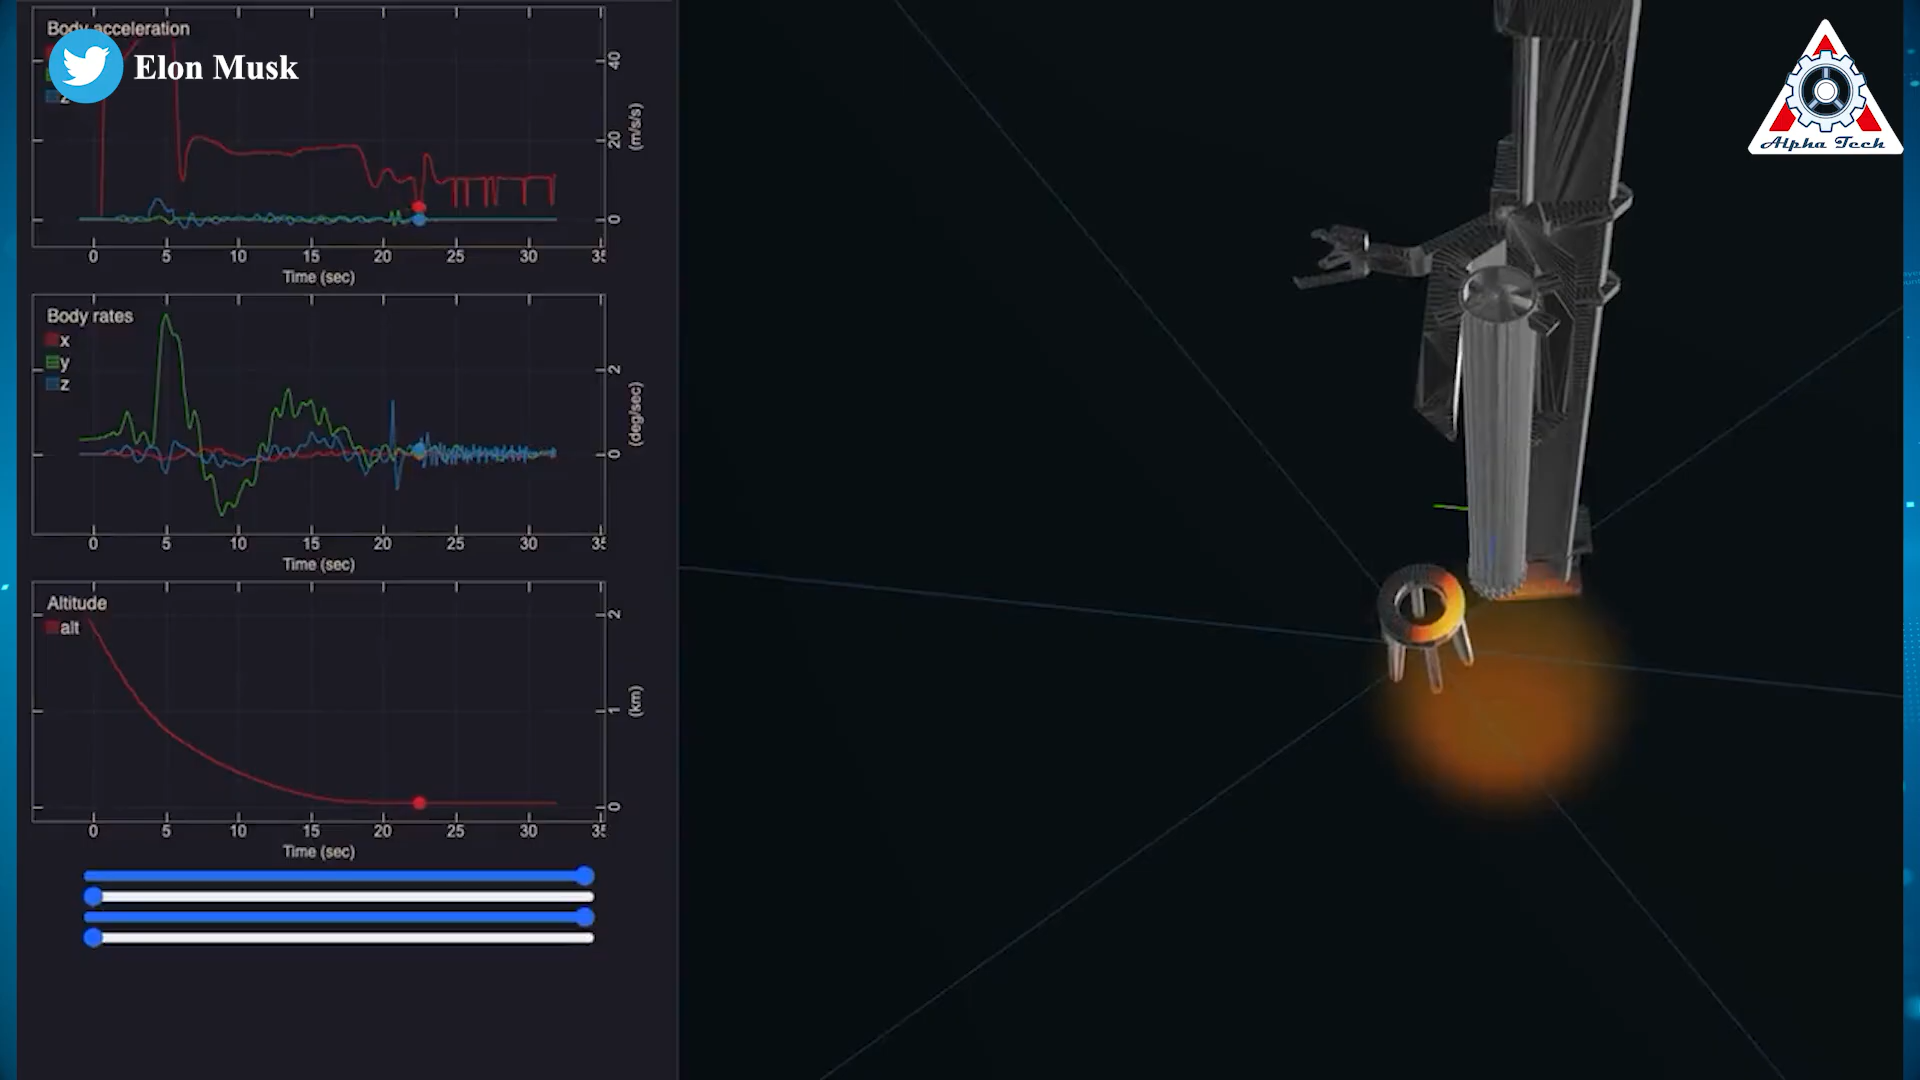 Body acceleration
Elon Musk
z
40
20
0
(m/s/s)
0 5 10 15 20 25 30 35
Time (sec)
Body rates
x
y
z
2
0
(deg/sec)
0 5 10 15 20 25 30 35
Time (sec)
Altitude
alt
2
1
0
(km)
0 5 10 15 20 25 30 35
Time (sec)
Alpha Tech